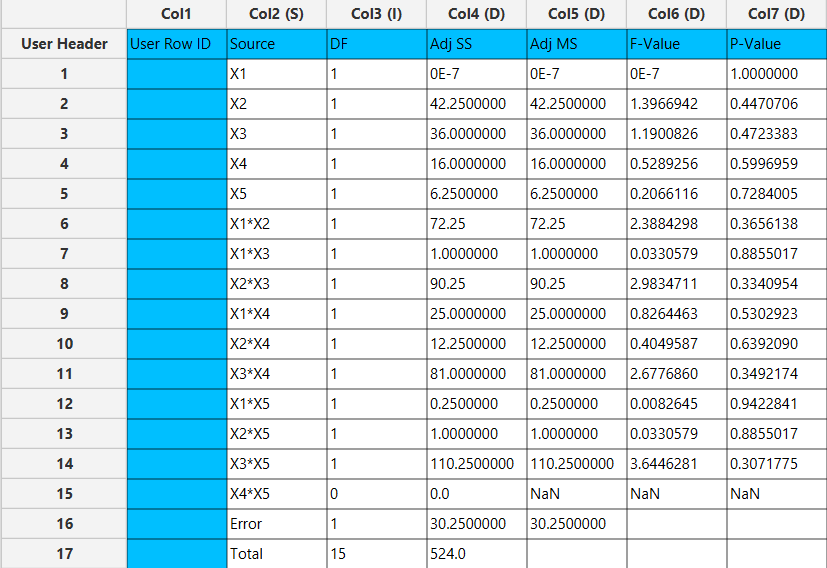 Col1 Col2 (S) Col3 (I) Col4 (D) Col5 (D) Col6 (D) Col7 (D)
User Header User Row ID Source DF Adj SS Adj MS F-Value P-Value
1 X1 1 0E-7 0E-7 0E-7 1.0000000
2 X2 1 42.2500000 42.2500000 1.3966942 0.4470706
3 X3 1 36.0000000 36.0000000 1.1900826 0.4723383
4 X4 1 16.0000000 16.0000000 0.5289256 0.5996959
5 X5 1 6.2500000 6.2500000 0.2066116 0.7284005
6 X1*X2 1 72.25 72.25 2.3884298 0.3656138
7 X1*X3 1 1.0000000 1.0000000 0.0330579 0.8855017
8 X2*X3 1 90.25 90.25 2.9834711 0.3340954
9 X1*X4 1 25.0000000 25.0000000 0.8264463 0.5302923
10 X2*X4 1 12.2500000 12.2500000 0.4049587 0.6392090
11 X3*X4 1 81.0000000 81.0000000 2.6776860 0.3492174
12 X1*X5 1 0.2500000 0.2500000 0.0082645 0.9422841
13 X2*X5 1 1.0000000 1.0000000 0.0330579 0.8855017
14 X3*X5 1 110.2500000 110.2500000 3.6446281 0.3071775
15 X4*X5 0 0.0 NaN NaN NaN
16 Error 1 30.2500000 30.2500000
17 Total 15 524.0